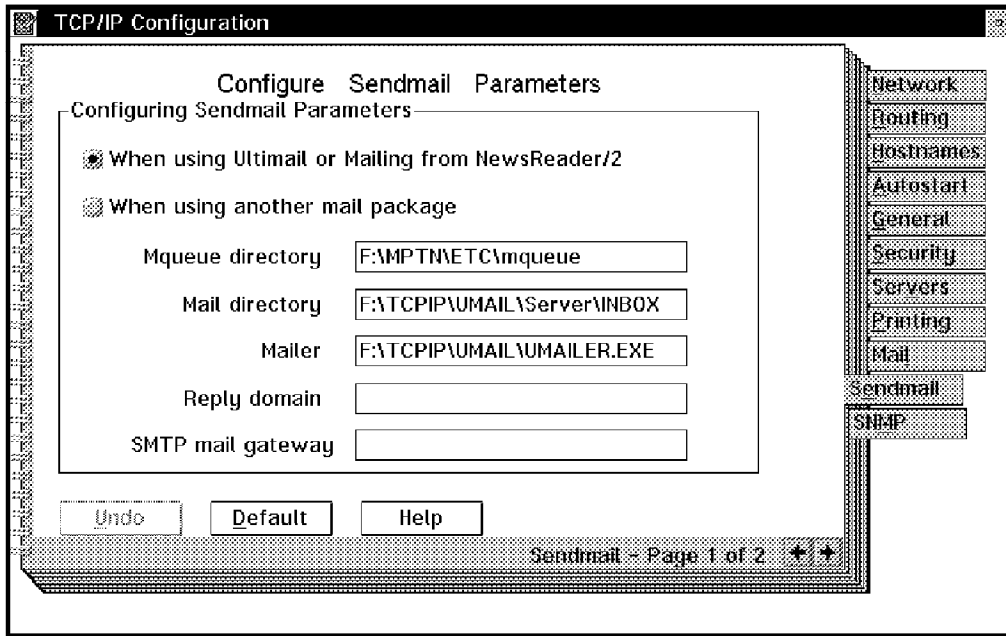 TCP/IP Configuration
Configure Sendmail Parameters
Configuring Sendmail Parameters
When using Ultimail or Mailing from NewsReader/2
When using another mail package
Mqueue directory F:\MPTN\ETC\mqueue
Mail directory F:\TCPIP\UMAIL\Server\INBOX
Mailer F:\TCPIP\UMAIL\UMAILER.EXE
Reply domain
SMTP mail gateway
Undo Default Help
Sendmail - Page 1 of 2
Network
Routing
Hostnames
Autostart
General
Security
Servers
Printing
Mail
Sendmail
SNMP